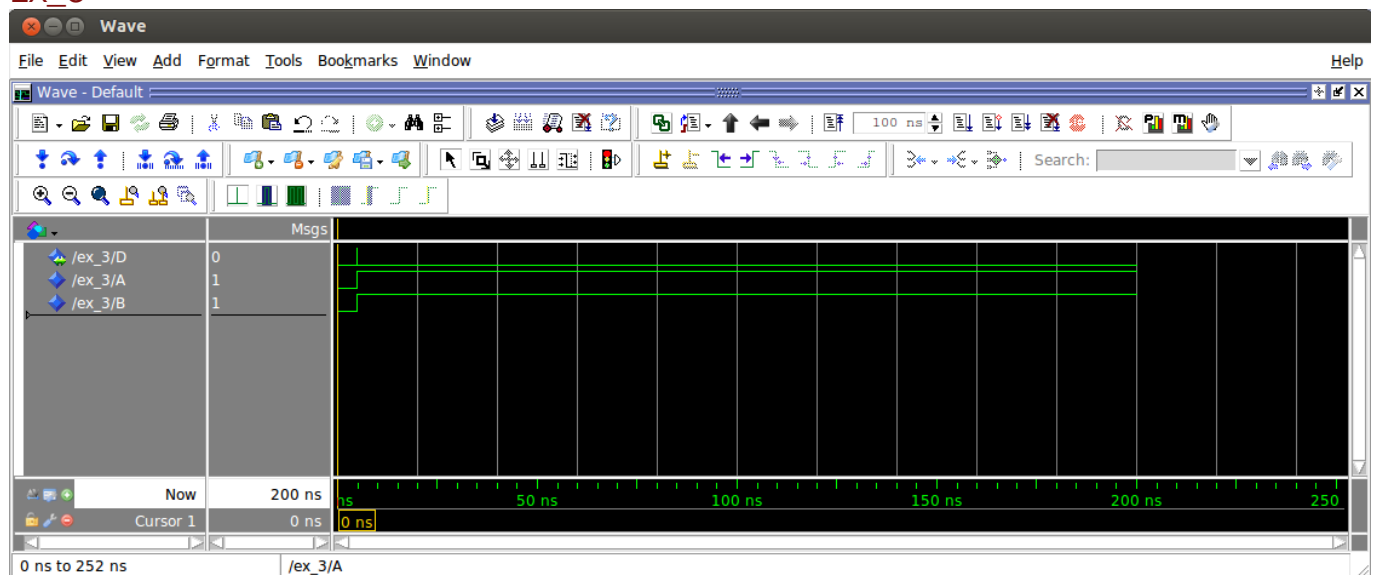 Wave
File Edit View Add Format Tools Bookmarks Window Help
Wave - Default
100 ns Search:
Msgs
/ex_3/D 0
/ex_3/A 1
/ex_3/B 1
Now 200 ns ns 50 ns 100 ns 150 ns 200 ns 250
Cursor 1 0 ns 0 ns
0 ns to 252 ns /ex_3/A